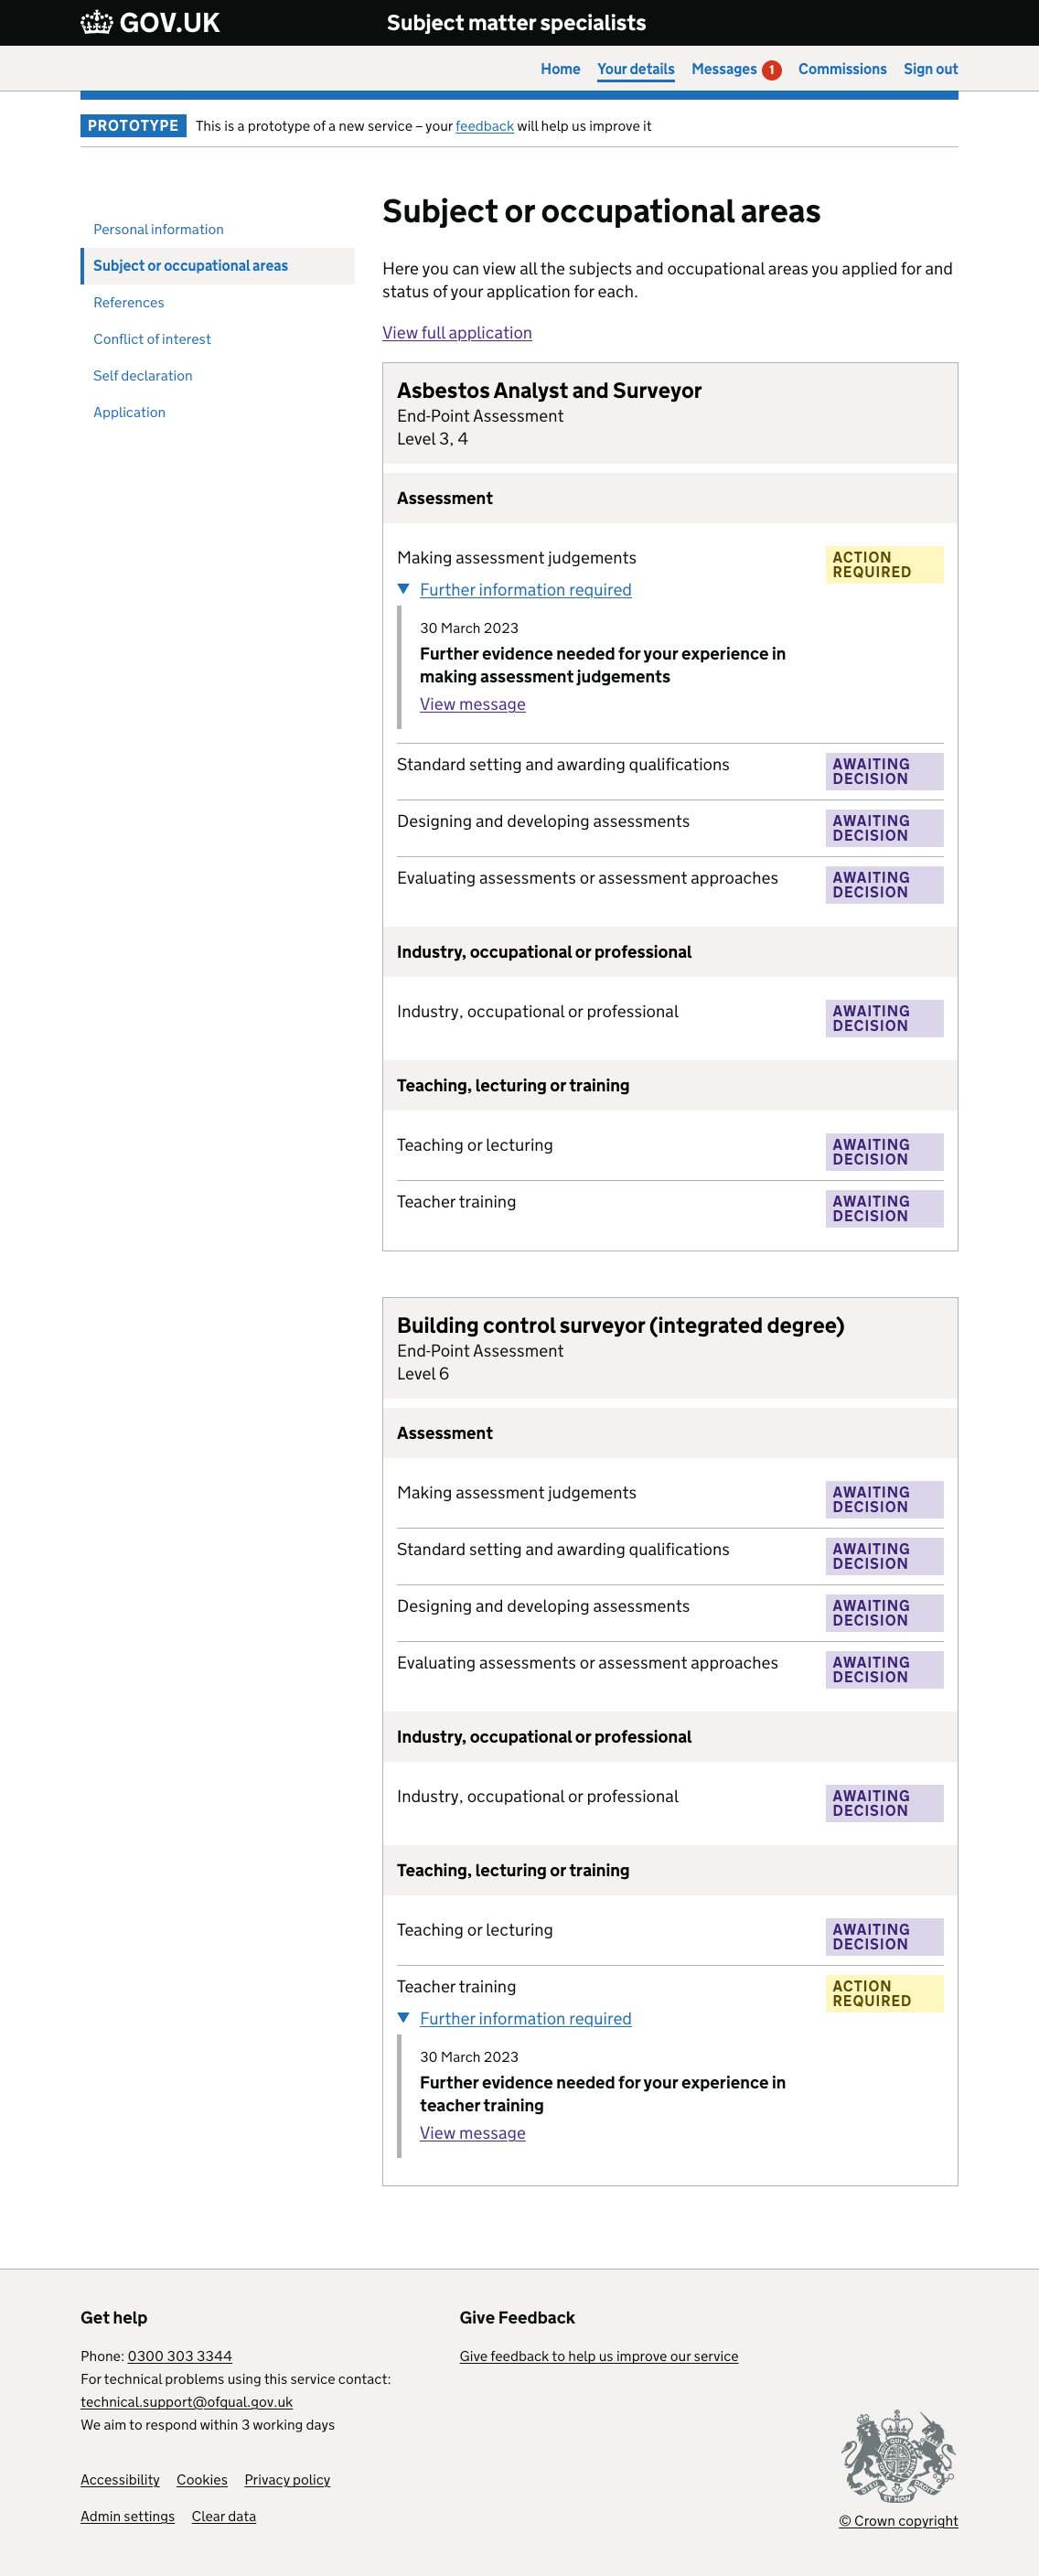 GOV.UK
Subject matter specialists
Home Your details Messages 1 Commissions Sign out
PROTOTYPE This is a prototype of a new service – your feedback will help us improve it
Personal information
Subject or occupational areas
References
Conflict of interest
Self declaration
Application
Subject or occupational areas
Here you can view all the subjects and occupational areas you applied for and
status of your application for each.
View full application
Asbestos Analyst and Surveyor
End-Point Assessment
Level 3, 4
Assessment
Making assessment judgements
ACTION
REQUIRED
Further information required
30 March 2023
Further evidence needed for your experience in
making assessment judgements
View message
Standard setting and awarding qualifications
AWAITING
DECISION
Designing and developing assessments
AWAITING
DECISION
Evaluating assessments or assessment approaches
AWAITING
DECISION
Industry, occupational or professional
Industry, occupational or professional
AWAITING
DECISION
Teaching, lecturing or training
Teaching or lecturing
AWAITING
DECISION
Teacher training
AWAITING
DECISION
Building control surveyor (integrated degree)
End-Point Assessment
Level 6
Assessment
Making assessment judgements
AWAITING
DECISION
Standard setting and awarding qualifications
AWAITING
DECISION
Designing and developing assessments
AWAITING
DECISION
Evaluating assessments or assessment approaches
AWAITING
DECISION
Industry, occupational or professional
Industry, occupational or professional
AWAITING
DECISION
Teaching, lecturing or training
Teaching or lecturing
AWAITING
DECISION
Teacher training
ACTION
REQUIRED
Further information required
30 March 2023
Further evidence needed for your experience in
teacher training
View message
Get help
Phone: 0300 303 3344
For technical problems using this service contact:
technical.support@ofqual.gov.uk
We aim to respond within 3 working days
Give Feedback
Give feedback to help us improve our service
Accessibility Cookies Privacy policy
Admin settings Clear data
DIEU ET MON DROIT
© Crown copyright